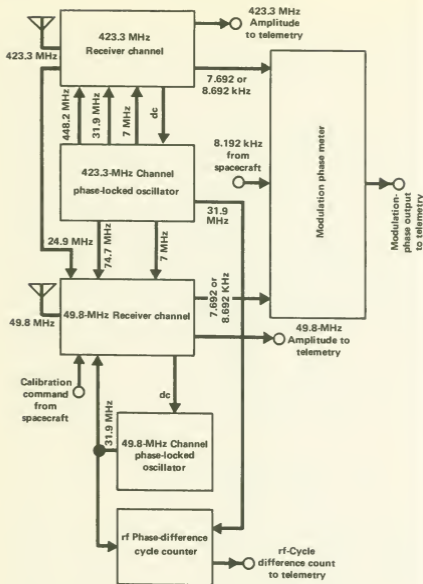 423.3 MHz
Amplitude
to telemetry
423.3 MHz
423.3 MHz
Receiver channel
7.692 or
8.692 kHz
448.2 MHz
31.9 MHz
7 MHz
dc
8.192 kHz
from
spacecraft
Modulation phase meter
Modulation-
phase output
to telemetry
423.3-MHz Channel
phase-locked oscillator
31.9
MHz
24.9 MHz
74.7 MHz
7 MHz
49.8 MHz
49.8-MHz Receiver channel
7.692 or
8.692 KHz
49.8-MHz
Amplitude to
telemetry
Calibration
command
from
spacecraft
31.9 MHz
dc
49.8-MHz Channel
phase-locked
oscillator
rf Phase-difference
cycle counter
rf-Cycle
difference count
to telemetry